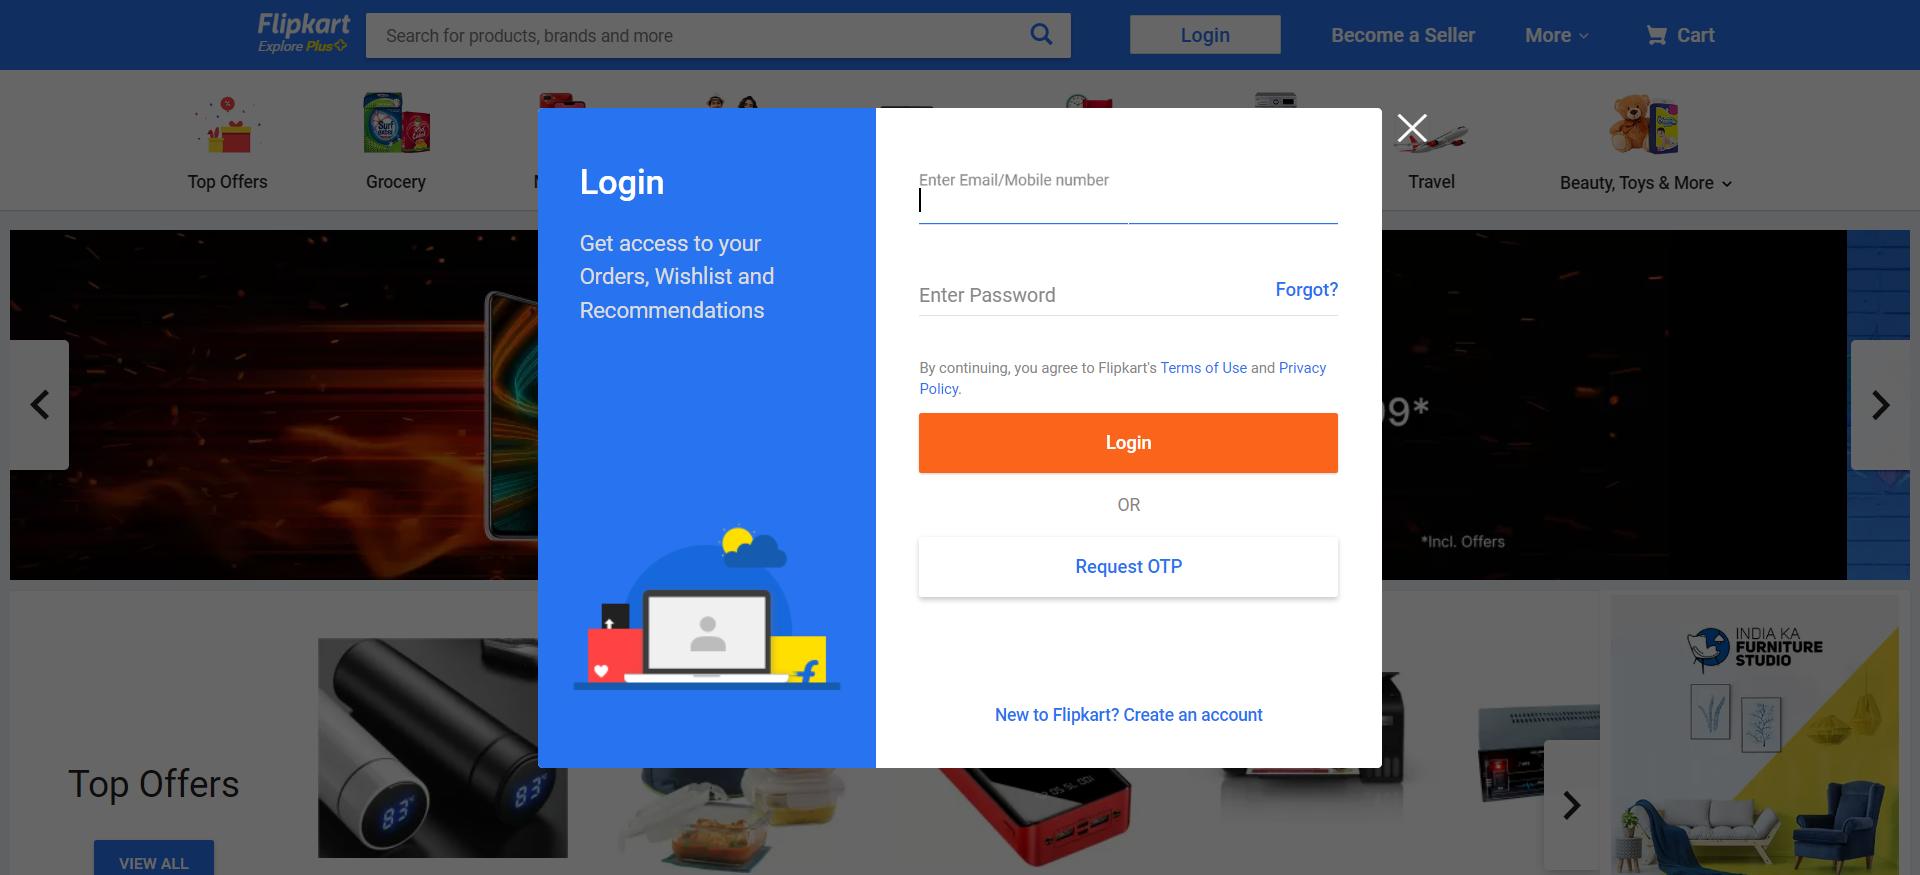 Flipkart
Explore Plus
Search for products, brands and more
Login
Become a Seller
More
Cart
Top Offers
Grocery
Travel
Beauty, Toys & More
Login
Get access to your
Orders, Wishlist and
Recommendations
Enter Email/Mobile number
Enter Password
Forgot?
By continuing, you agree to Flipkart's Terms of Use and Privacy
Policy.
Login
OR
Request OTP
New to Flipkart? Create an account
9*
*Incl. Offers
Top Offers
VIEW ALL
83
83
INDIA KA
FURNITURE
STUDIO